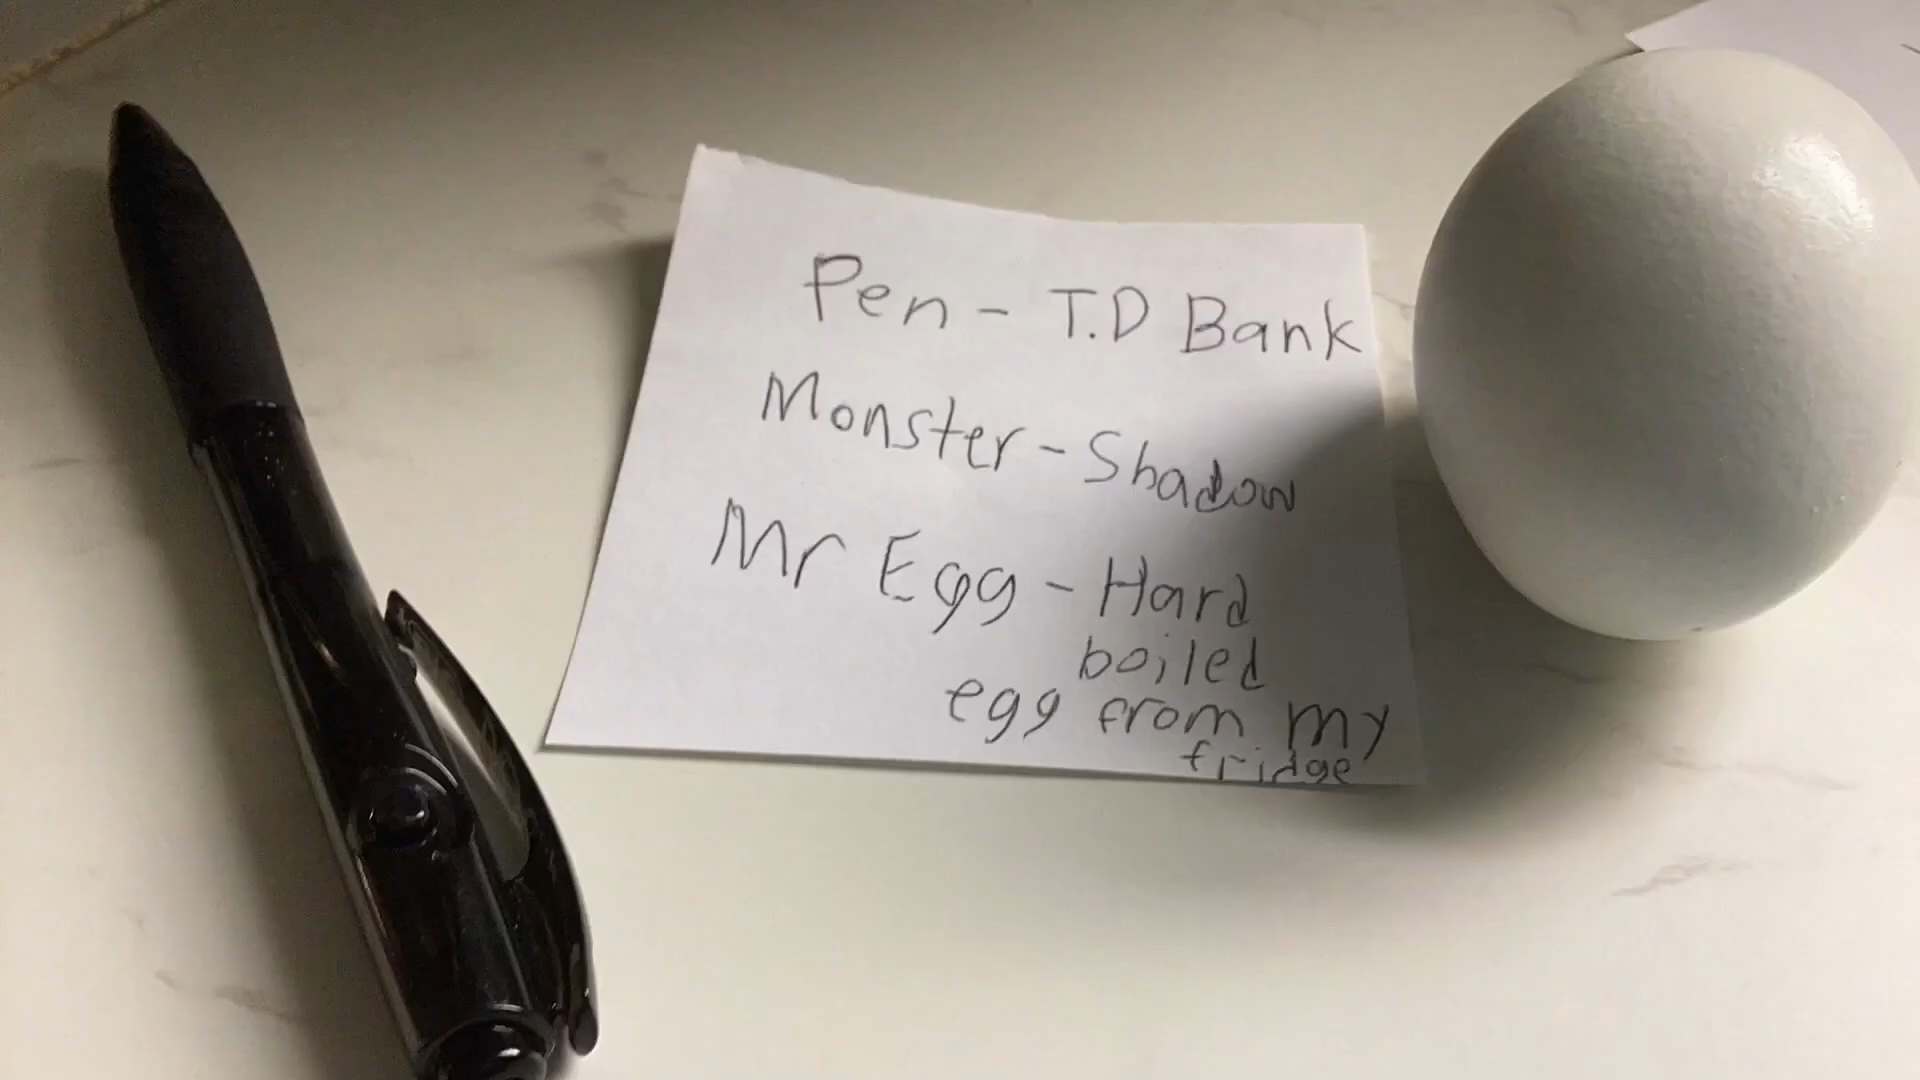 Pen - T.D Bank
Monster - Shadow
Mr Egg - Hard
boiled
egg from my
fridge